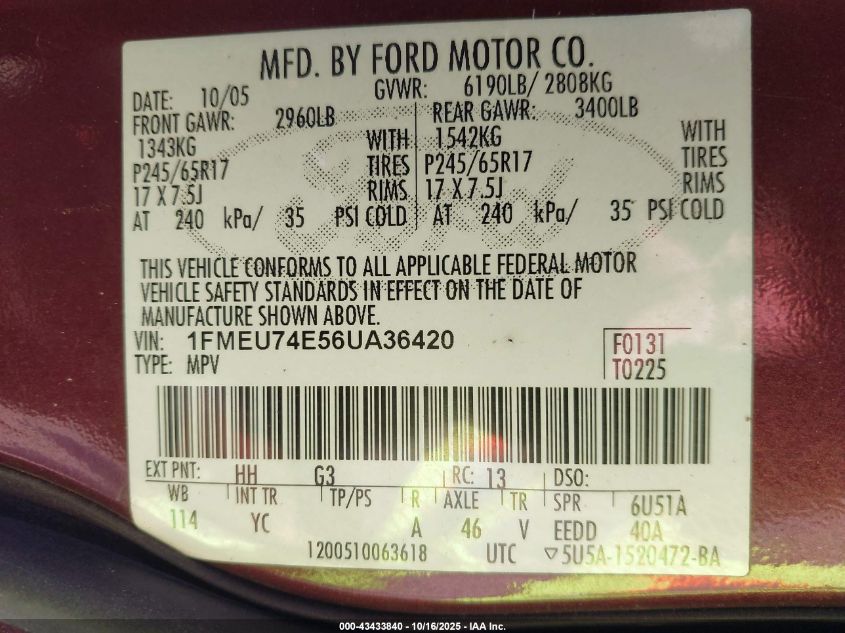 MFD. BY FORD MOTOR CO.
DATE: 10/05 GVWR: 6190LB/ 2808KG
FRONT GAWR: 2960LB REAR GAWR: 3400LB
1343KG WITH 1542KG WITH
P245/65R17 TIRES P245/65R17 TIRES
17 X 7.5J RIMS 17 X 7.5J RIMS
AT 240 kPa/ 35 PSI COLD AT 240 kPa/ 35 PSI COLD
THIS VEHICLE CONFORMS TO ALL APPLICABLE FEDERAL MOTOR
VEHICLE SAFETY STANDARDS IN EFFECT ON THE DATE OF
MANUFACTURE SHOWN ABOVE.
VIN: 1FMEU74E56UA36420 F0131
TYPE: MPV T0225
EXT PNT: HH G3 RC: 13 DSO:
WB INT TR TP/PS R AXLE TR SPR 6U51A
114 YC A 46 V EEDD 40A
1200510063618 UTC ▽5U5A-1520472-BA
000-43433840 - 10/16/2025 - IAA Inc.